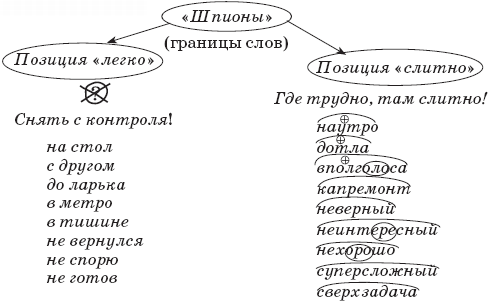 «Шпионы»
(границы слов)
Позиция «легко»
?
Снять с контроля!
на стол
с другом
до ларька
в метро
в тишине
не вернулся
не спорю
не готов
Позиция «слитно»
Где трудно, там слитно!
наутро
дотла
вполголоса
капремонт
неверный
неинтересный
нехорошо
суперсложный
сверхзадача